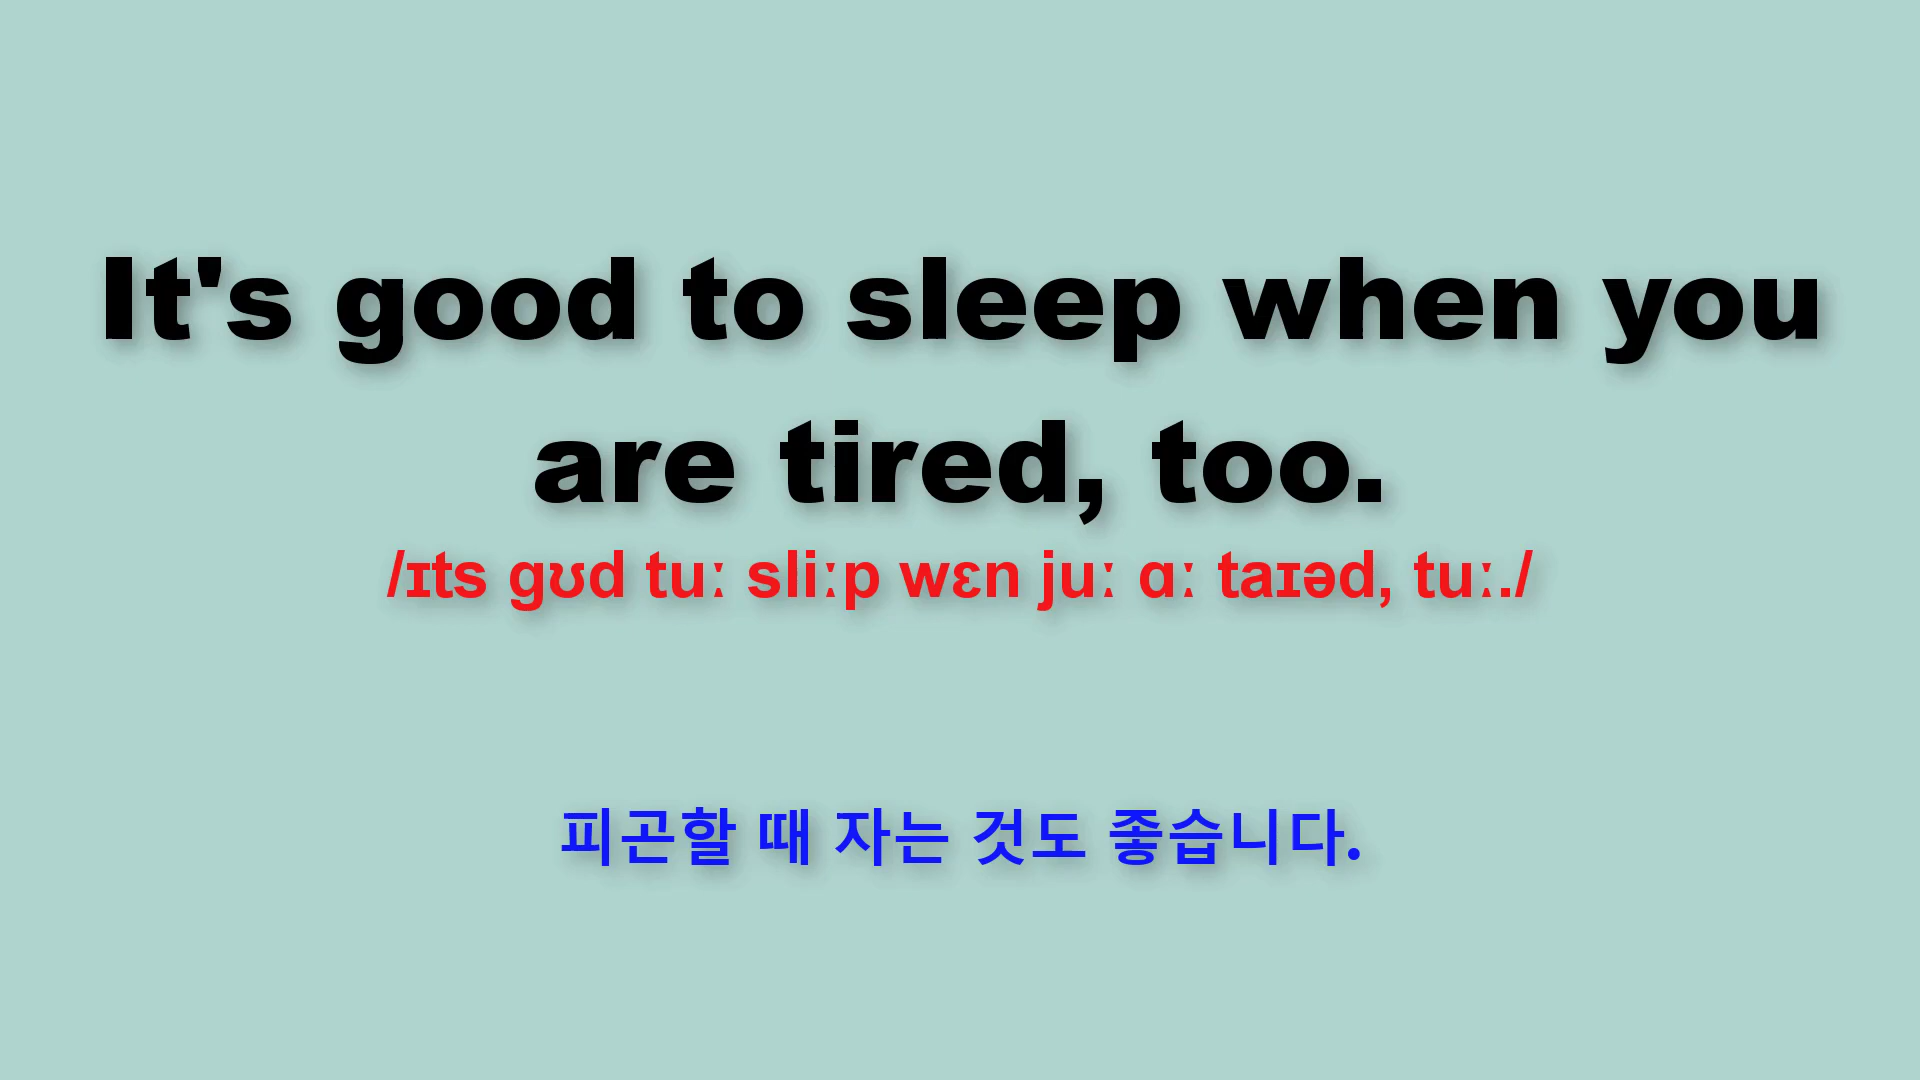 It's good to sleep when you
are tired, too.
/ɪts gʊd tuː sliːp wɛn juː ɑː taɪəd, tuː./
피곤할 때 자는 것도 좋습니다.